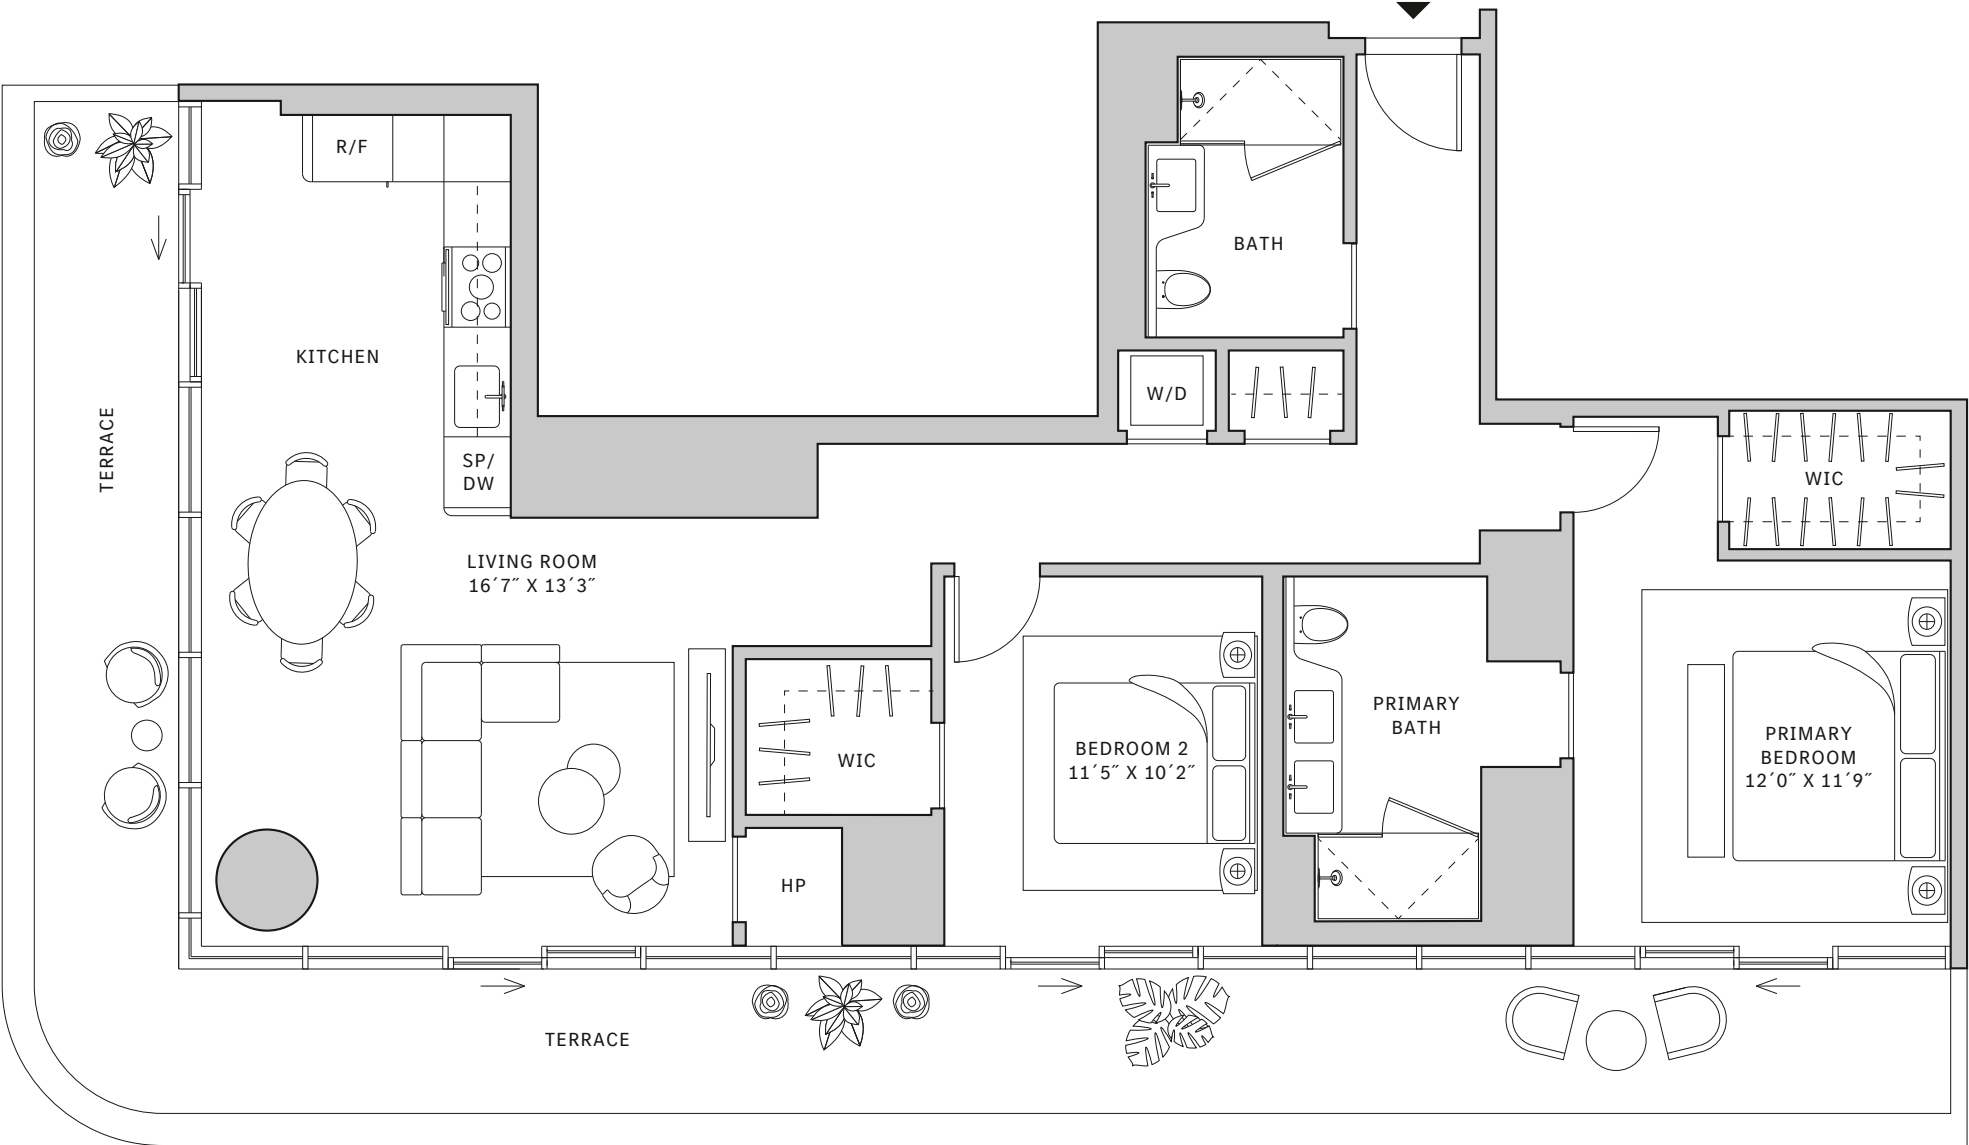 R/F
BATH
KITCHEN
W/D
TERRACE
SP/
DW
WIC
LIVING ROOM
16´7˝ X 13´3˝
PRIMARY
BATH
WIC
BEDROOM 2
11´5˝ X 10´2˝
PRIMARY
BEDROOM
12´0˝ X 11´9˝
HP
TERRACE